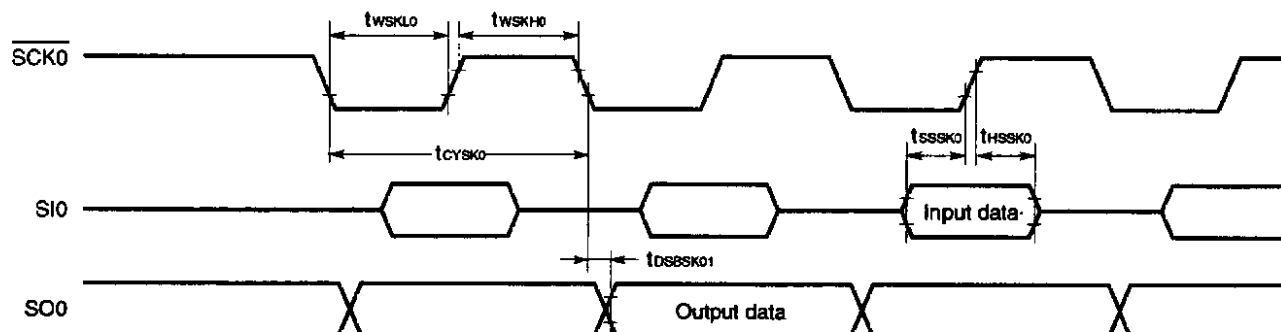 tWSKL0 tWSKH0
SCK0
tSSSK0 tHSSK0
tCYSK0
SI0 Input data
tDSBSK01
SO0 Output data